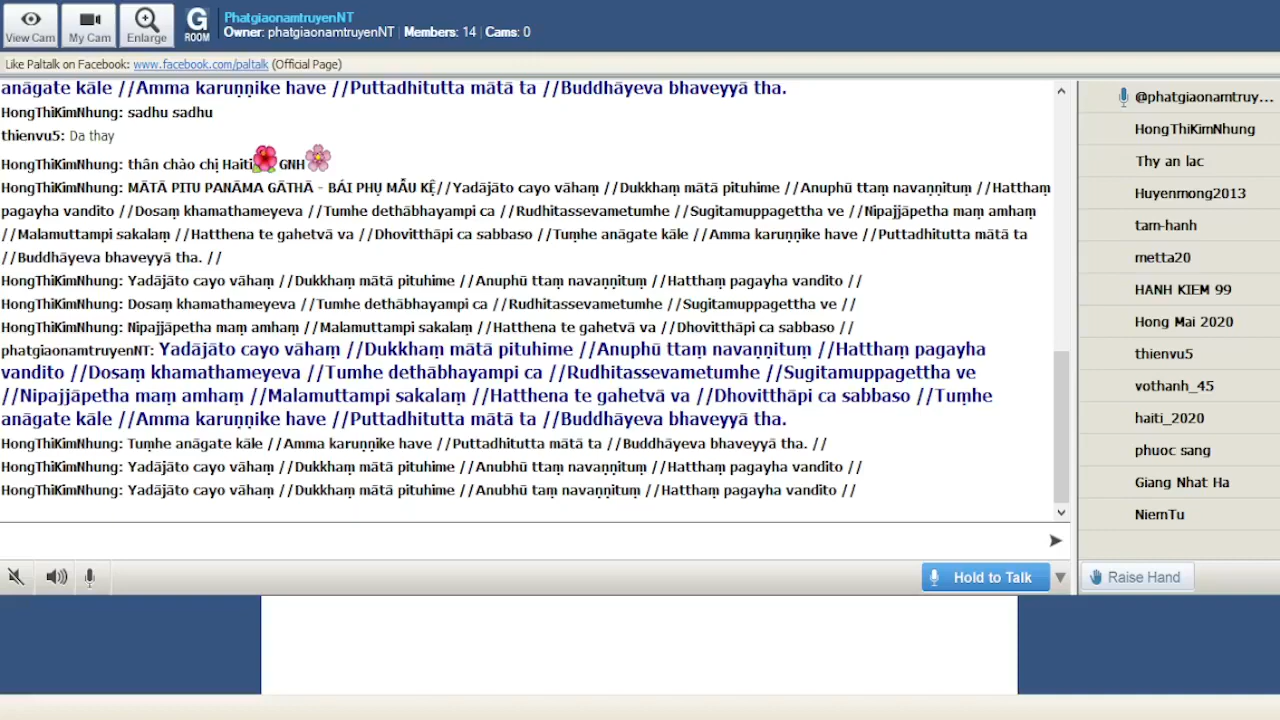 View Cam
My Cam
Enlarge
G
ROOM
PhatgiaonamtruyenNT
Owner: phatgiaonamtruyenNT | Members: 14 | Cams: 0
Like Paltalk on Facebook: www.facebook.com/paltalk (Official Page)
anāgate kāle //Amma karuṇṇike have //Puttadhitutta mātā ta //Buddhāyeva bhaveyyā tha.
HongThiKimNhung: sadhu sadhu
thienvu5: Da thay
HongThiKimNhung: thân chào chị Haiti GNH
HongThiKimNhung: MĀTĀ PITU PANĀMA GĀTHĀ - BÁI PHỤ MẪU KỆ//Yadājāto cayo vāhaṃ //Dukkhaṃ mātā pituhime //Anuphū ttaṃ navaṇṇituṃ //Hatthaṃ
pagayha vandito //Dosaṃ khamathameyeva //Tumhe dethābhayampi ca //Rudhitassevametumhe //Sugitamuppagettha ve //Nipajjāpetha maṃ amhaṃ
//Malamuttampi sakalaṃ //Hatthena te gahetvā va //Dhovitthāpi ca sabbaso //Tuṃhe anāgate kāle //Amma karuṇṇike have //Puttadhitutta mātā ta
//Buddhāyeva bhaveyyā tha. //
HongThiKimNhung: Yadājāto cayo vāhaṃ //Dukkhaṃ mātā pituhime //Anuphū ttaṃ navaṇṇituṃ //Hatthaṃ pagayha vandito //
HongThiKimNhung: Dosaṃ khamathameyeva //Tumhe dethābhayampi ca //Rudhitassevametumhe //Sugitamuppagettha ve //
HongThiKimNhung: Nipajjāpetha maṃ amhaṃ //Malamuttampi sakalaṃ //Hatthena te gahetvā va //Dhovitthāpi ca sabbaso //
phatgiaonamtruyenNT: Yadājāto cayo vāhaṃ //Dukkhaṃ mātā pituhime //Anuphū ttaṃ navaṇṇituṃ //Hatthaṃ pagayha
vandito //Dosaṃ khamathameyeva //Tumhe dethābhayampi ca //Rudhitassevametumhe //Sugitamuppagettha ve
//Nipajjāpetha maṃ amhaṃ //Malamuttampi sakalaṃ //Hatthena te gahetvā va //Dhovitthāpi ca sabbaso //Tuṃhe
anāgate kāle //Amma karuṇṇike have //Puttadhitutta mātā ta //Buddhāyeva bhaveyyā tha.
HongThiKimNhung: Tuṃhe anāgate kāle //Amma karuṇṇike have //Puttadhitutta mātā ta //Buddhāyeva bhaveyyā tha. //
HongThiKimNhung: Yadājāto cayo vāhaṃ //Dukkhaṃ mātā pituhime //Anubhū ttaṃ navaṇṇituṃ //Hatthaṃ pagayha vandito //
HongThiKimNhung: Yadājāto cayo vāhaṃ //Dukkhaṃ mātā pituhime //Anubhū taṃ navaṇṇituṃ //Hatthaṃ pagayha vandito //
Hold to Talk
@phatgiaonamtruy...
HongThiKimNhung
Thy an lac
Huyenmong2013
tam-hanh
metta20
HANH KIEM 99
Hong Mai 2020
thienvu5
vothanh_45
haiti_2020
phuoc sang
Giang Nhat Ha
NiemTu
Raise Hand